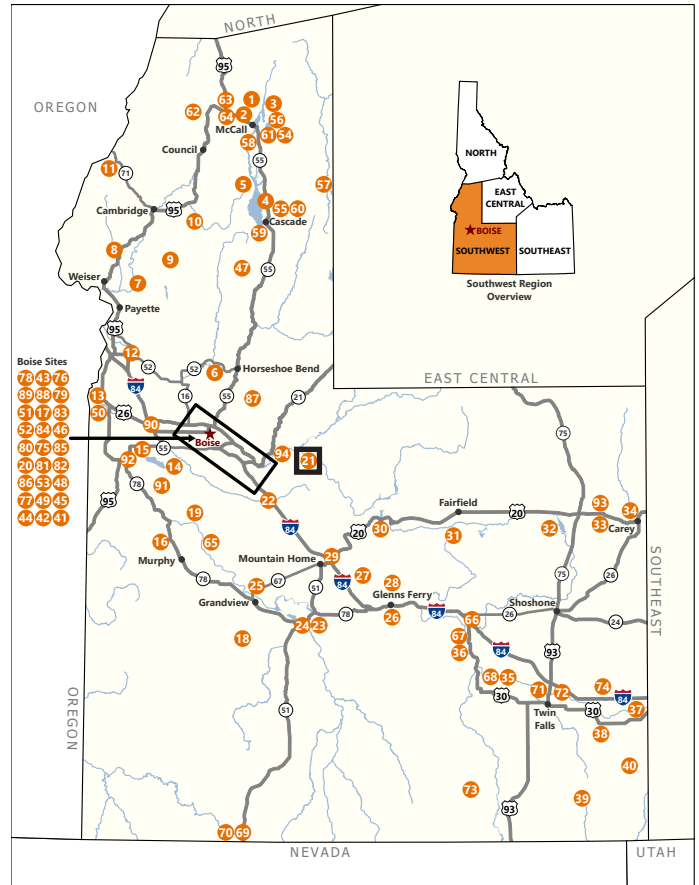 NORTH
95
OREGON
63
1
3
62
64
2
56
McCall
61
54
58
Council
55
11
71
5
57
4
Cambridge
95
55
60
10
Cascade
59
8
9
47
55
Weiser
7
Payette
95
12
52
52
6
Horseshoe Bend
84
16
55
87
21
13
50
26
90
Boise
94
21
15
55
92
14
78
91
95
22
19
84
16
65
Murphy
78
Mountain Home
29
67
25
51
Grandview
84
27
28
Glenns Ferry
24
23
78
26
18
20
30
Fairfield
20
31
32
93
34
33
Carey
75
75
26
84
66
26
Shoshone
24
67
36
84
93
68
35
30
71
72
74
84
30
37
Twin
Falls
38
40
73
93
39
51
70
69
EAST CENTRAL
SOUTHEAST
OREGON
NEVADA
UTAH
Boise Sites
78 43 76
89 88 79
51 17 83
52 84 46
80 75 85
20 81 82
86 53 48
77 49 45
44 42 41
NORTH
EAST
CENTRAL
BOISE
SOUTHWEST
SOUTHEAST
Southwest Region
Overview